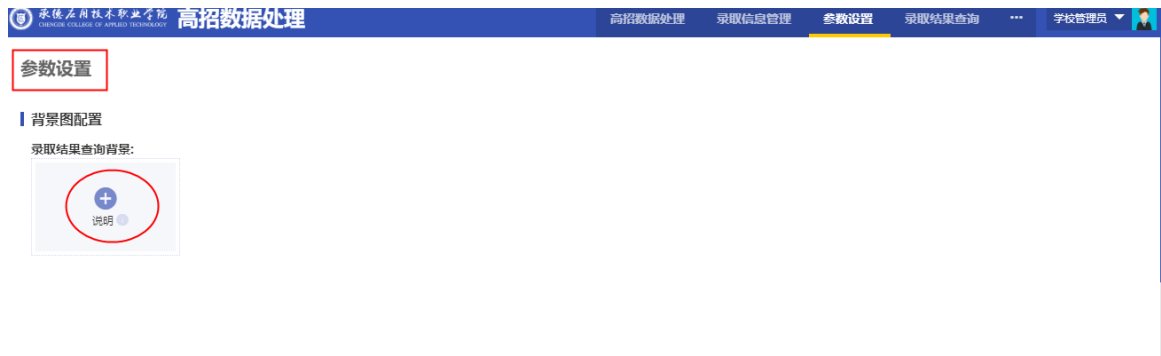 承德应用技术职业学院 高招数据处理 高招数据处理 录取信息管理 参数设置 录取结果查询 ··· 学校管理员
CHENGDE COLLEGE OF APPLIED TECHNOLOGY
参数设置
背景图配置
录取结果查询背景:
说明